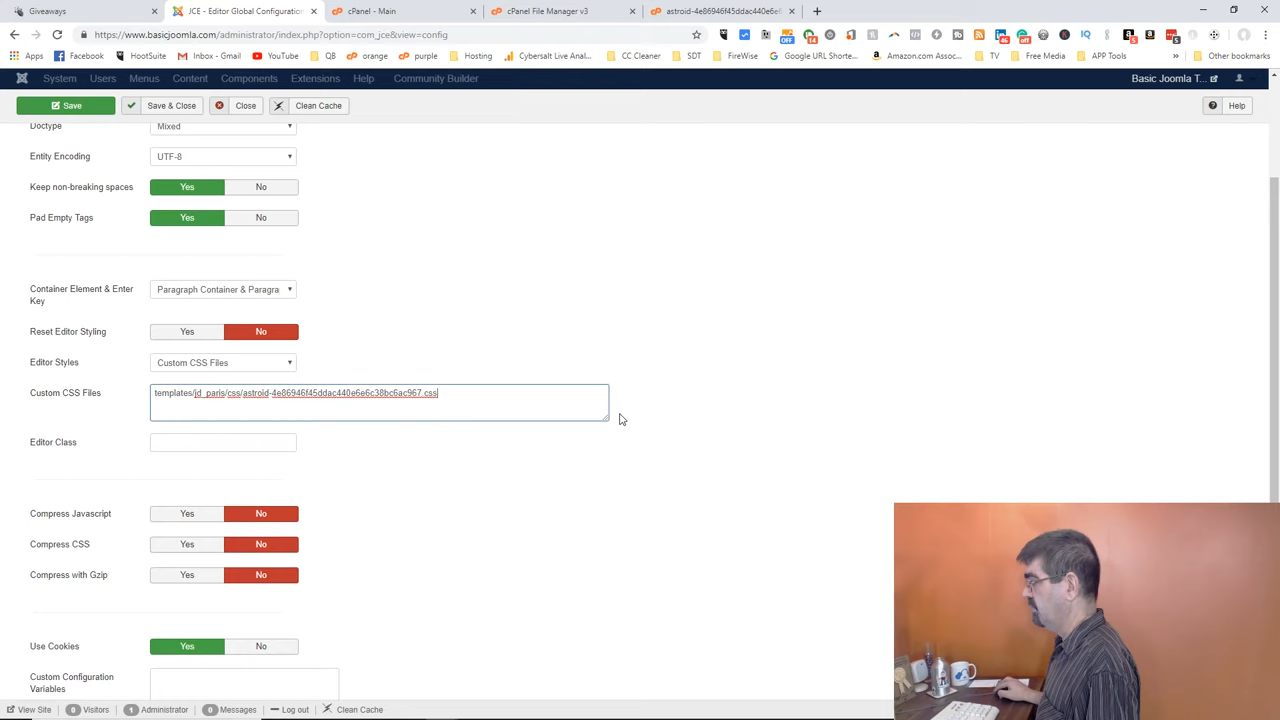 Giveaways
JCE - Editor Global Configuration
cPanel - Main
cPanel File Manager v3
astroid-4e86946f45ddac440e6e6
https://www.basicjoomla.com/administrator/index.php?option=com_jce&view=config
Apps
Facebook
HootSuite
Inbox - Gmail
YouTube
QB
orange
purple
Hosting
Cybersalt Live Anal...
CC Cleaner
SDT
FireWise
Google URL Shorte...
Amazon.com Assoc...
TV
Free Media
APP Tools
Other bookmarks
System
Users
Menus
Content
Components
Extensions
Help
Community Builder
Basic Joomla T...
Save
Save & Close
Close
Clean Cache
Help
Doctype
Mixed
Entity Encoding
UTF-8
Keep non-breaking spaces
Yes
No
Pad Empty Tags
Yes
No
Container Element & Enter
Key
Paragraph Container & Paragra
Reset Editor Styling
Yes
No
Editor Styles
Custom CSS Files
Custom CSS Files
templates/jd_paris/css/astroid-4e86946f45ddac440e6e6c38bc6ac967.css
Editor Class
Compress Javascript
Yes
No
Compress CSS
Yes
No
Compress with Gzip
Yes
No
Use Cookies
Yes
No
Custom Configuration
Variables
View Site
0 Visitors
1 Administrator
0 Messages
Log out
Clean Cache